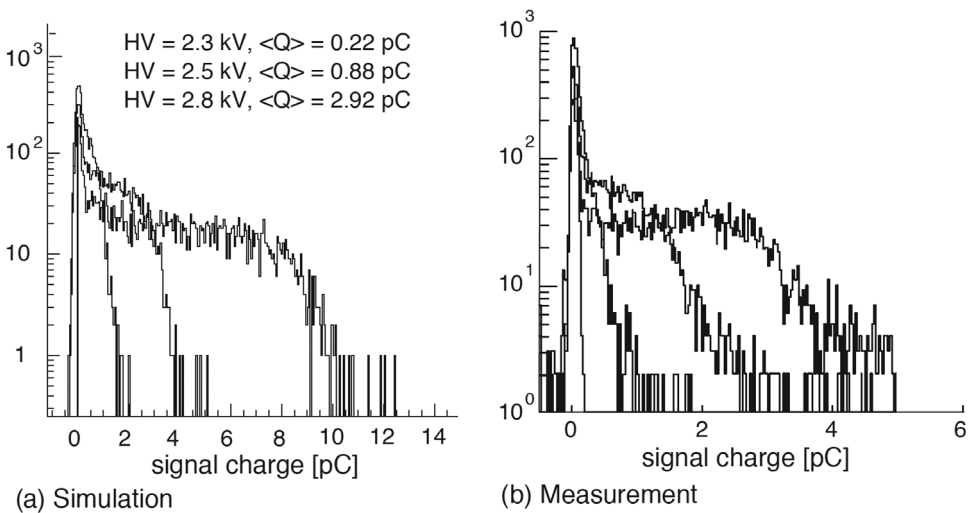 10³
10²
10
1
HV = 2.3 kV, <Q> = 0.22 pC
HV = 2.5 kV, <Q> = 0.88 pC
HV = 2.8 kV, <Q> = 2.92 pC
0 2 4 6 8 10 12 14
signal charge [pC]
(a) Simulation
10³
10²
10¹
10⁰
0 2 4 6
signal charge [pC]
(b) Measurement